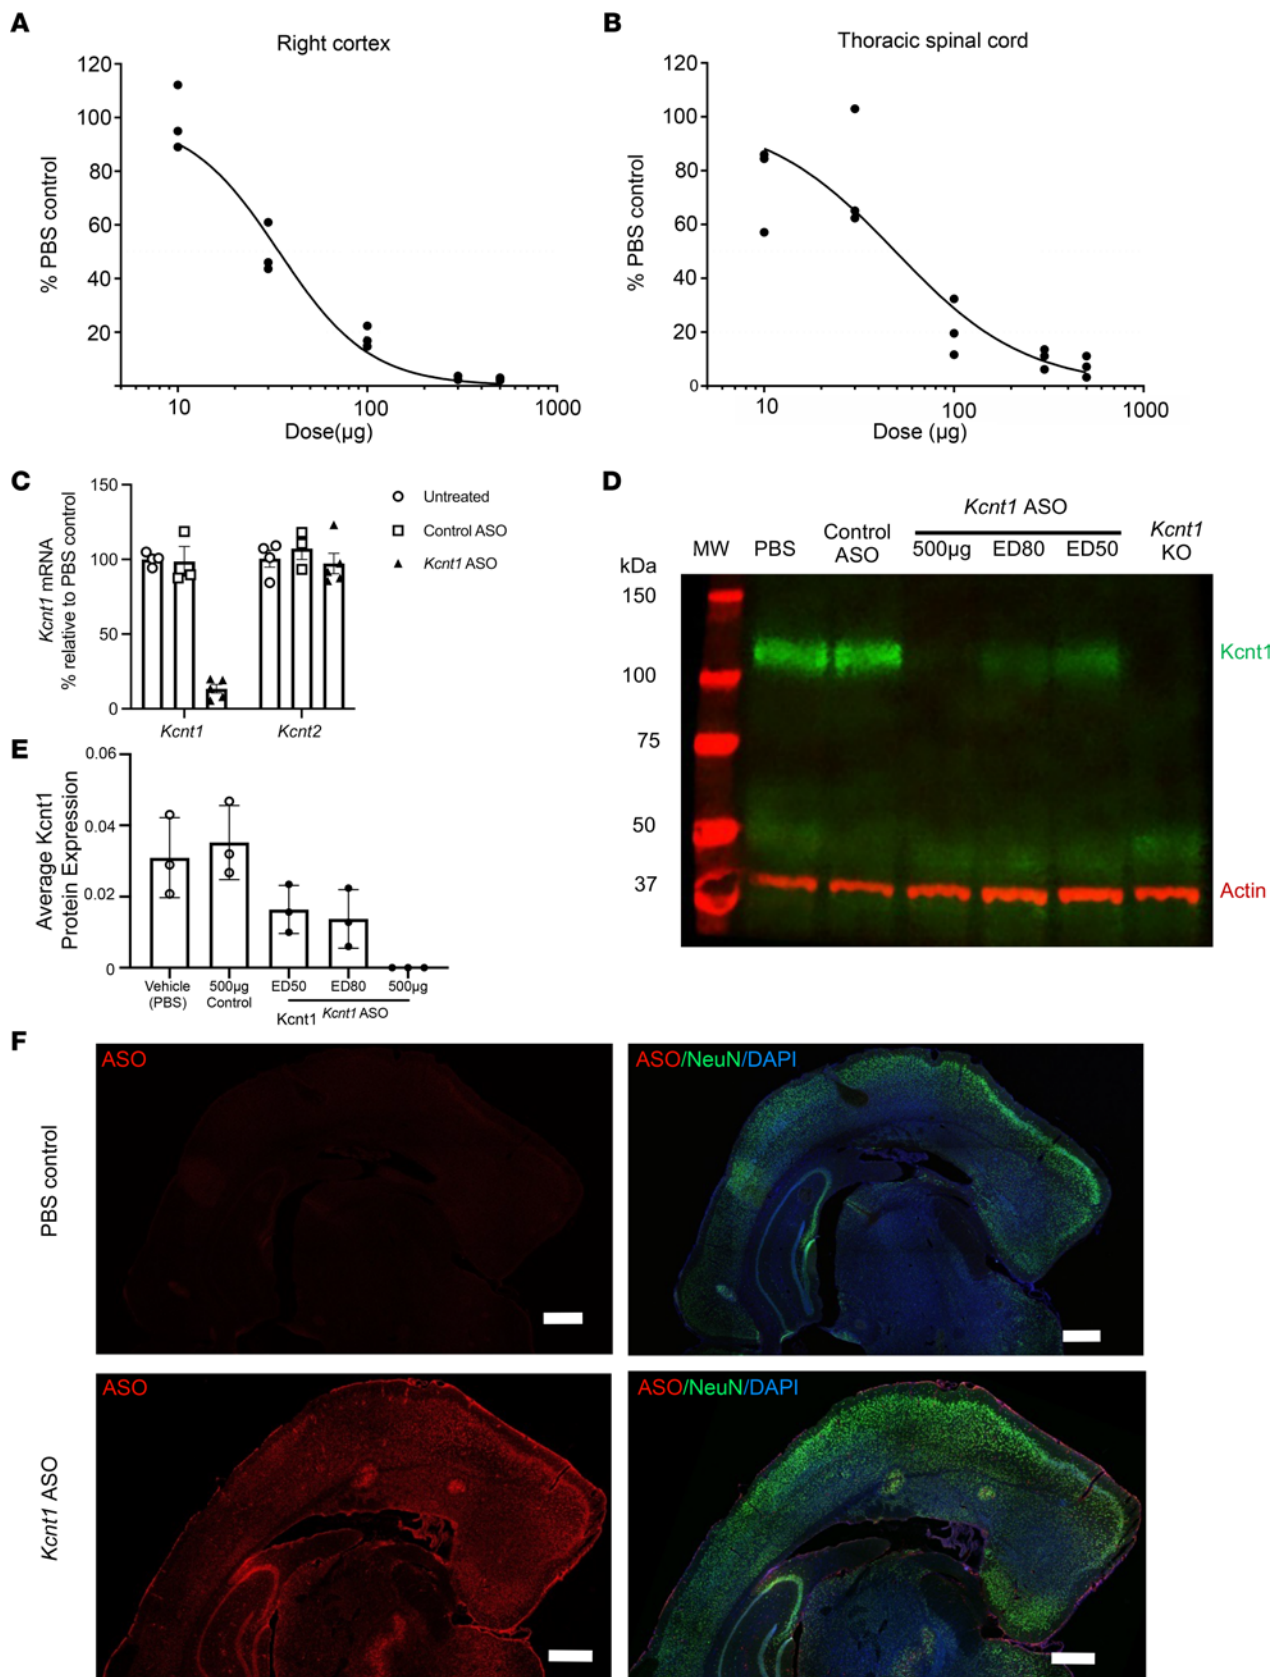 A
Right cortex
% PBS control
120
100
80
60
40
20
10
100
1000
Dose(µg)
B
Thoracic spinal cord
% PBS control
120
100
80
60
40
20
0
10
100
1000
Dose (µg)
C
Kcnt1 mRNA
% relative to PBS control
150
100
50
0
Kcnt1
Kcnt2
Untreated
Control ASO
Kcnt1 ASO
D
Kcnt1 ASO
MW
PBS
Control
ASO
500µg
ED80
ED50
Kcnt1
KO
kDa
150
100
75
50
37
Kcnt1
Actin
E
Average Kcnt1
Protein Expression
0.06
0.04
0.02
0
Vehicle
(PBS)
500µg
Control
ED50
ED80
500µg
Kcnt1 Kcnt1 ASO
F
PBS control
ASO
ASO/NeuN/DAPI
Kcnt1 ASO
ASO
ASO/NeuN/DAPI